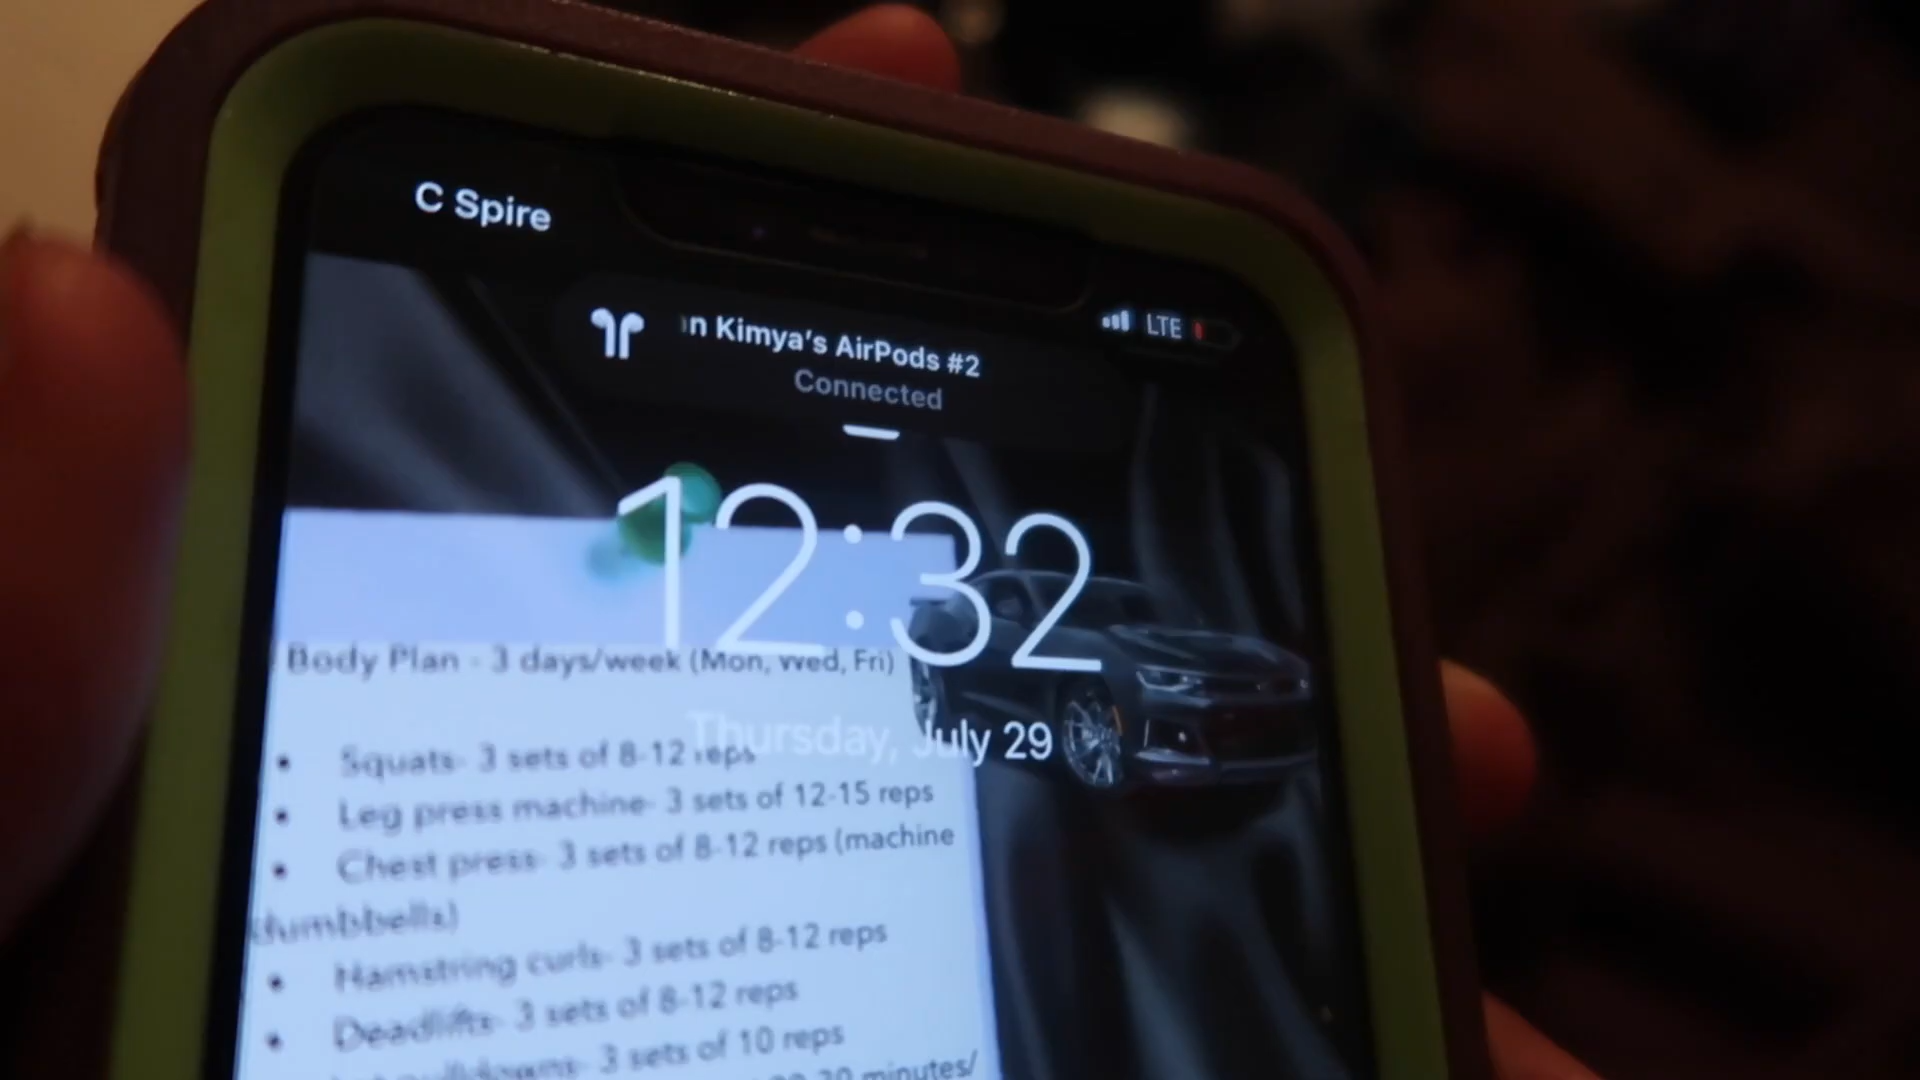 C Spire
LTE
n Kimya's AirPods #2
Connected
12:32
Body Plan - 3 days/week (Mon, Wed, Fri)
Thursday, July 29
• Squats- 3 sets of 8-12 reps
• Leg press machine- 3 sets of 12-15 reps
• Chest press- 3 sets of 8-12 reps (machine
dumbbells)
• Hamstring curls- 3 sets of 8-12 reps
• Deadlifts- 3 sets of 8-12 reps
pulldowns- 3 sets of 10 reps
minutes/